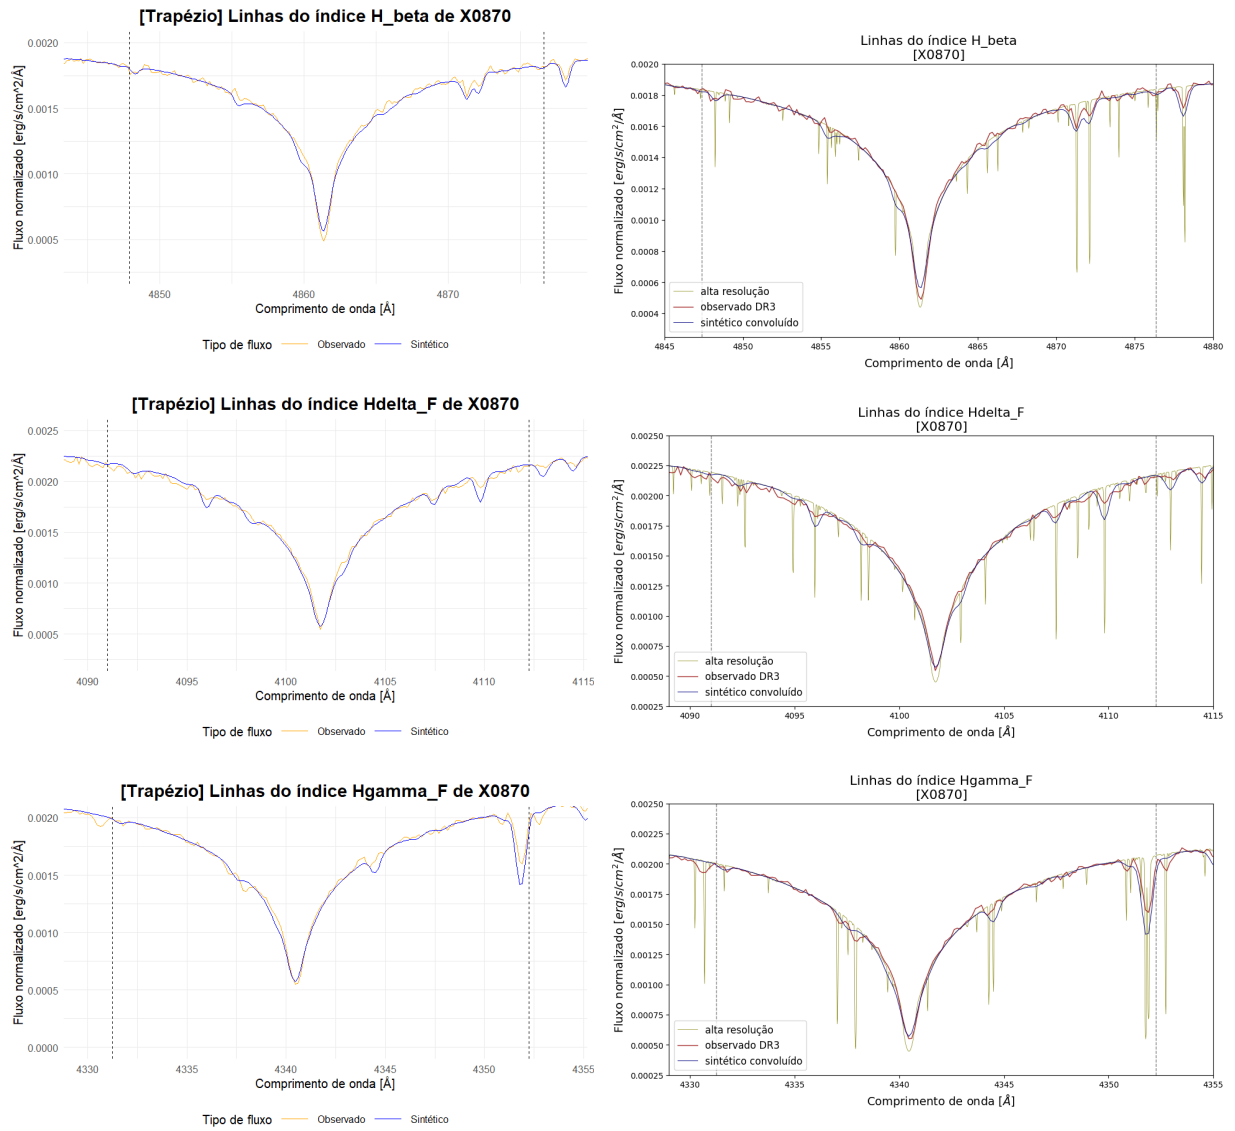 [Trapézio] Linhas do índice H_beta de X0870
0.0020
0.0015
0.0010
0.0005
Fluxo normalizado [erg/s/cm^2/Å]
4850
4860
4870
Comprimento de onda [Å]
Tipo de fluxo
Observado
Sintético
Linhas do índice H_beta
[X0870]
0.0020
0.0018
0.0016
0.0014
0.0012
0.0010
0.0008
0.0006
0.0004
Fluxo normalizado [erg/s/cm²/Å]
alta resolução
observado DR3
sintético convoluído
4845
4850
4855
4860
4865
4870
4875
4880
Comprimento de onda [Å]
[Trapézio] Linhas do índice Hdelta_F de X0870
0.0025
0.0020
0.0015
0.0010
0.0005
Fluxo normalizado [erg/s/cm^2/Å]
4090
4095
4100
4105
4110
4115
Comprimento de onda [Å]
Tipo de fluxo
Observado
Sintético
Linhas do índice Hdelta_F
[X0870]
0.00250
0.00225
0.00200
0.00175
0.00150
0.00125
0.00100
0.00075
0.00050
0.00025
Fluxo normalizado [erg/s/cm²/Å]
alta resolução
observado DR3
sintético convoluído
4090
4095
4100
4105
4110
4115
Comprimento de onda [Å]
[Trapézio] Linhas do índice Hgamma_F de X0870
0.0020
0.0015
0.0010
0.0005
0.0000
Fluxo normalizado [erg/s/cm^2/Å]
4330
4335
4340
4345
4350
4355
Comprimento de onda [Å]
Tipo de fluxo
Observado
Sintético
Linhas do índice Hgamma_F
[X0870]
0.00250
0.00225
0.00200
0.00175
0.00150
0.00125
0.00100
0.00075
0.00050
0.00025
Fluxo normalizado [erg/s/cm²/Å]
alta resolução
observado DR3
sintético convoluído
4330
4335
4340
4345
4350
4355
Comprimento de onda [Å]